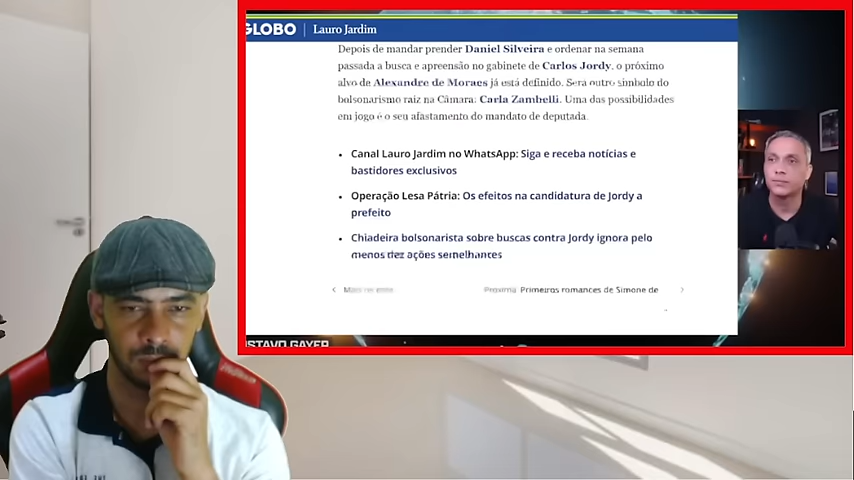 GLOBO | Lauro Jardim
Depois de mandar prender Daniel Silveira e ordenar na semana
passada a busca e apreensão no gabinete de Carlos Jordy, o próximo
alvo de Alexandre de Moraes já está definido. Será outro símbolo do
bolsonarismo raiz na Câmara: Carla Zambelli. Uma das possibilidades
em jogo é o seu afastamento do mandato de deputada.
• Canal Lauro Jardim no WhatsApp: Siga e receba notícias e
bastidores exclusivos
• Operação Lesa Pátria: Os efeitos na candidatura de Jordy a
prefeito
• Chiadeira bolsonarista sobre buscas contra Jordy ignora pelo
menos dez ações semelhantes
Próxima Primeiros romances de Simone de
STAVO GAYER